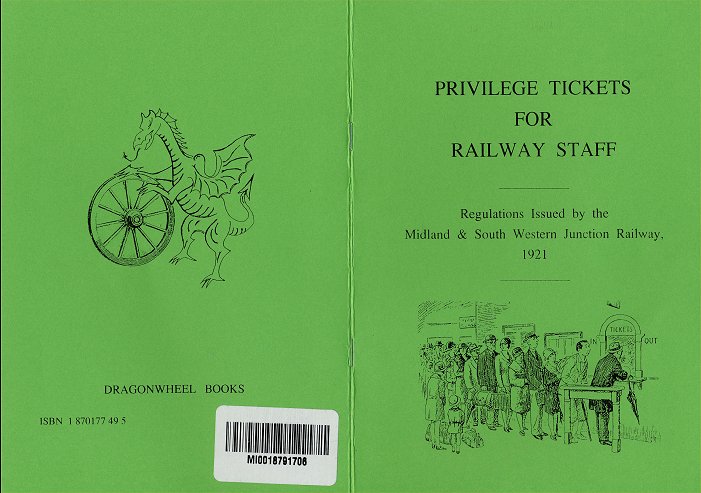 PRIVILEGE TICKETS
FOR
RAILWAY STAFF
Regulations Issued by the
Midland & South Western Junction Railway,
1921
TICKETS
IN
OUT
DRAGONWHEEL BOOKS
ISBN 1 870177 49 5
MI0018791706